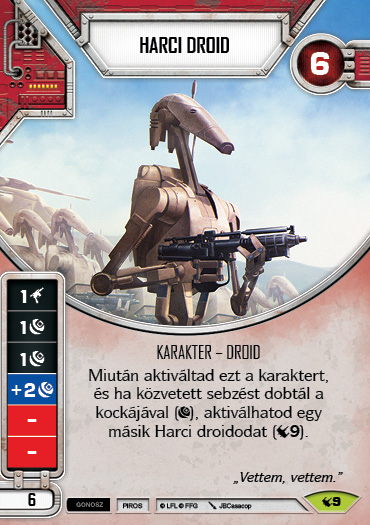 HARCI DROID
6
KARAKTER – DROID
Miután aktiváltad ezt a karaktert,
és ha közvetett sebzést dobtál a
kockájával (), aktiválhatod egy
másik Harci droidodat (9).
„Vettem, vettem.”
1
1
1
+2
–
–
6
GONOSZ
PIROS
© LFL © FFG
JBCasacop
9